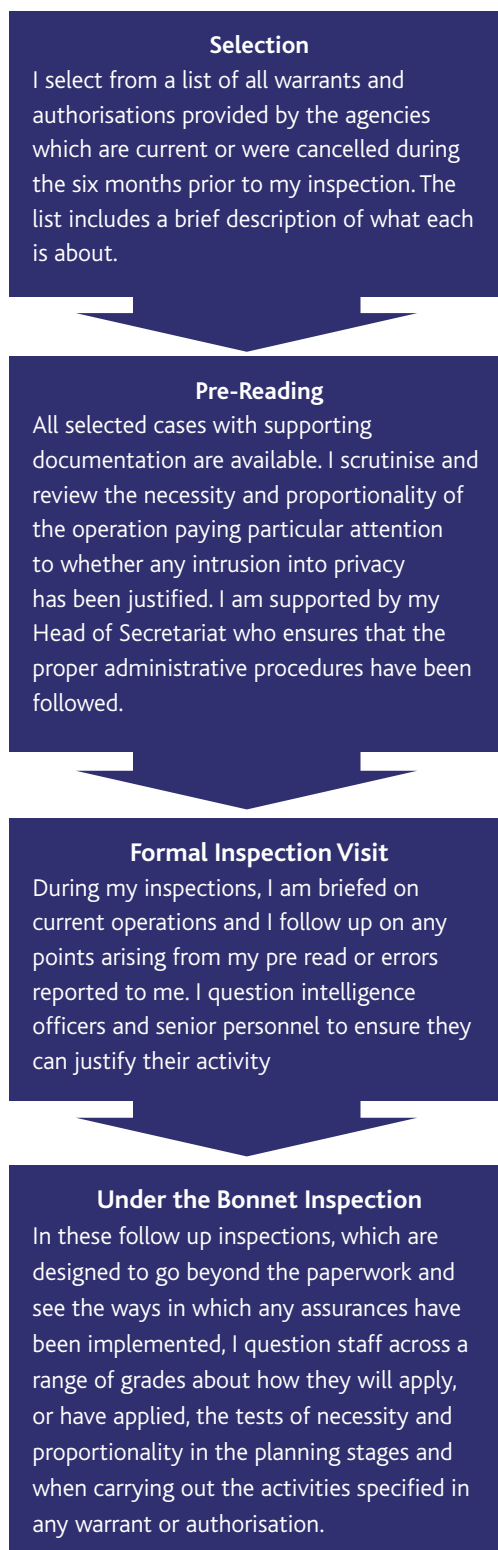 Selection
I select from a list of all warrants and
authorisations provided by the agencies
which are current or were cancelled during
the six months prior to my inspection. The
list includes a brief description of what each
is about.
Pre-Reading
All selected cases with supporting
documentation are available. I scrutinise and
review the necessity and proportionality of
the operation paying particular attention
to whether any intrusion into privacy
has been justified. I am supported by my
Head of Secretariat who ensures that the
proper administrative procedures have been
followed.
Formal Inspection Visit
During my inspections, I am briefed on
current operations and I follow up on any
points arising from my pre read or errors
reported to me. I question intelligence
officers and senior personnel to ensure they
can justify their activity
Under the Bonnet Inspection
In these follow up inspections, which are
designed to go beyond the paperwork and
see the ways in which any assurances have
been implemented, I question staff across a
range of grades about how they will apply,
or have applied, the tests of necessity and
proportionality in the planning stages and
when carrying out the activities specified in
any warrant or authorisation.